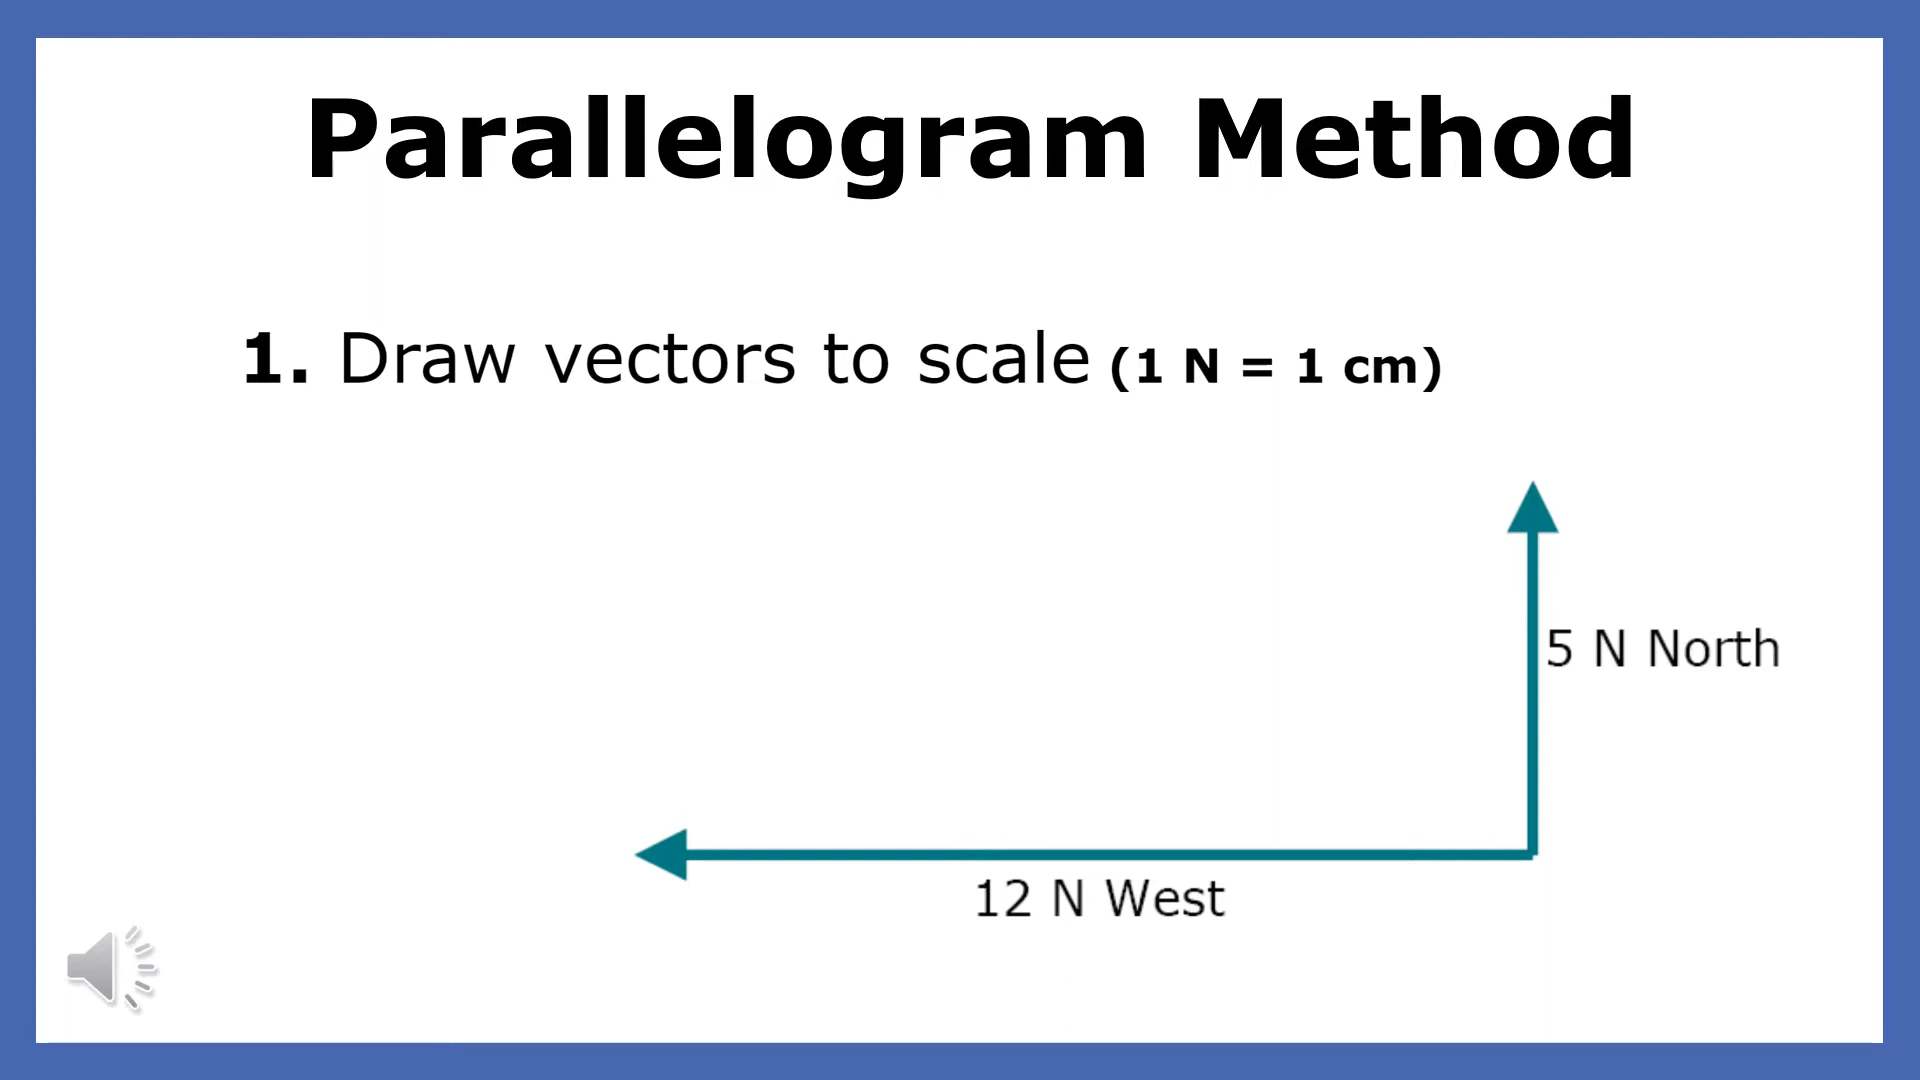 Parallelogram Method
1. Draw vectors to scale (1 N = 1 cm)
5 N North
12 N West